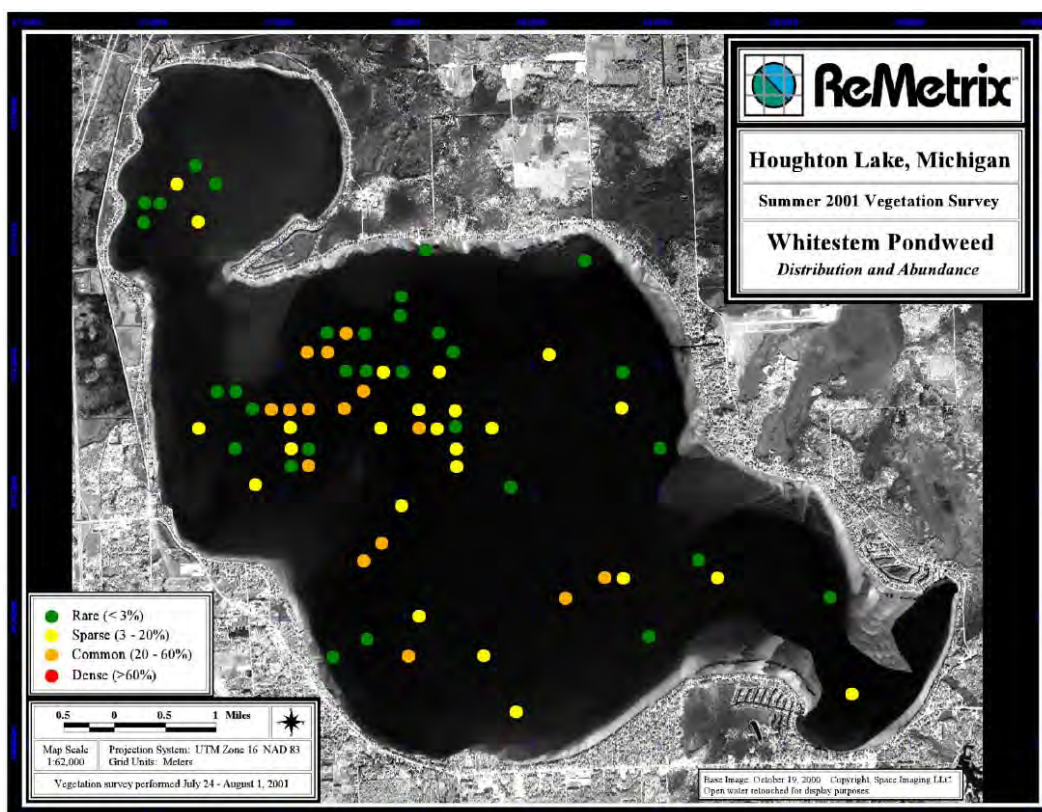 ReMetrix
Houghton Lake, Michigan
Summer 2001 Vegetation Survey
Whitestem Pondweed
Distribution and Abundance
Rare (< 3%)
Sparse (3 - 20%)
Common (20 - 60%)
Dense (>60%)
0.5 0 0.5 1 Miles
Map Scale
1:62,000
Projection System: UTM Zone 16 NAD 83
Grid Units: Meters
Vegetation survey performed July 24 - August 1, 2001
Base Image: October 19, 2000 Copyright, Space Imaging LLC
Open water retouched for display purposes.